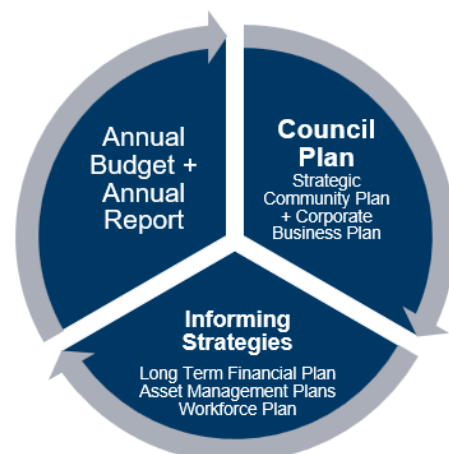 Annual
Budget +
Annual
Report
Council
Plan
Strategic
Community Plan
+ Corporate
Business Plan
Informing
Strategies
Long Term Financial Plan
Asset Management Plans
Workforce Plan